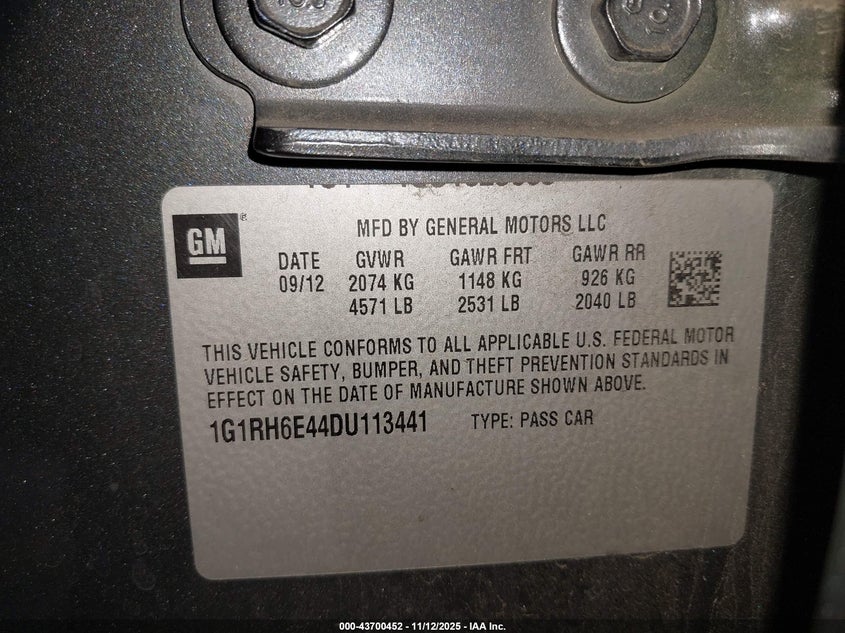 GM
MFD BY GENERAL MOTORS LLC
DATE GVWR GAWR FRT GAWR RR
09/12 2074 KG 1148 KG 926 KG
4571 LB 2531 LB 2040 LB
THIS VEHICLE CONFORMS TO ALL APPLICABLE U.S. FEDERAL MOTOR
VEHICLE SAFETY, BUMPER, AND THEFT PREVENTION STANDARDS IN
EFFECT ON THE DATE OF MANUFACTURE SHOWN ABOVE.
1G1RH6E44DU113441 TYPE: PASS CAR
000-43700452 - 11/12/2025 - IAA Inc.